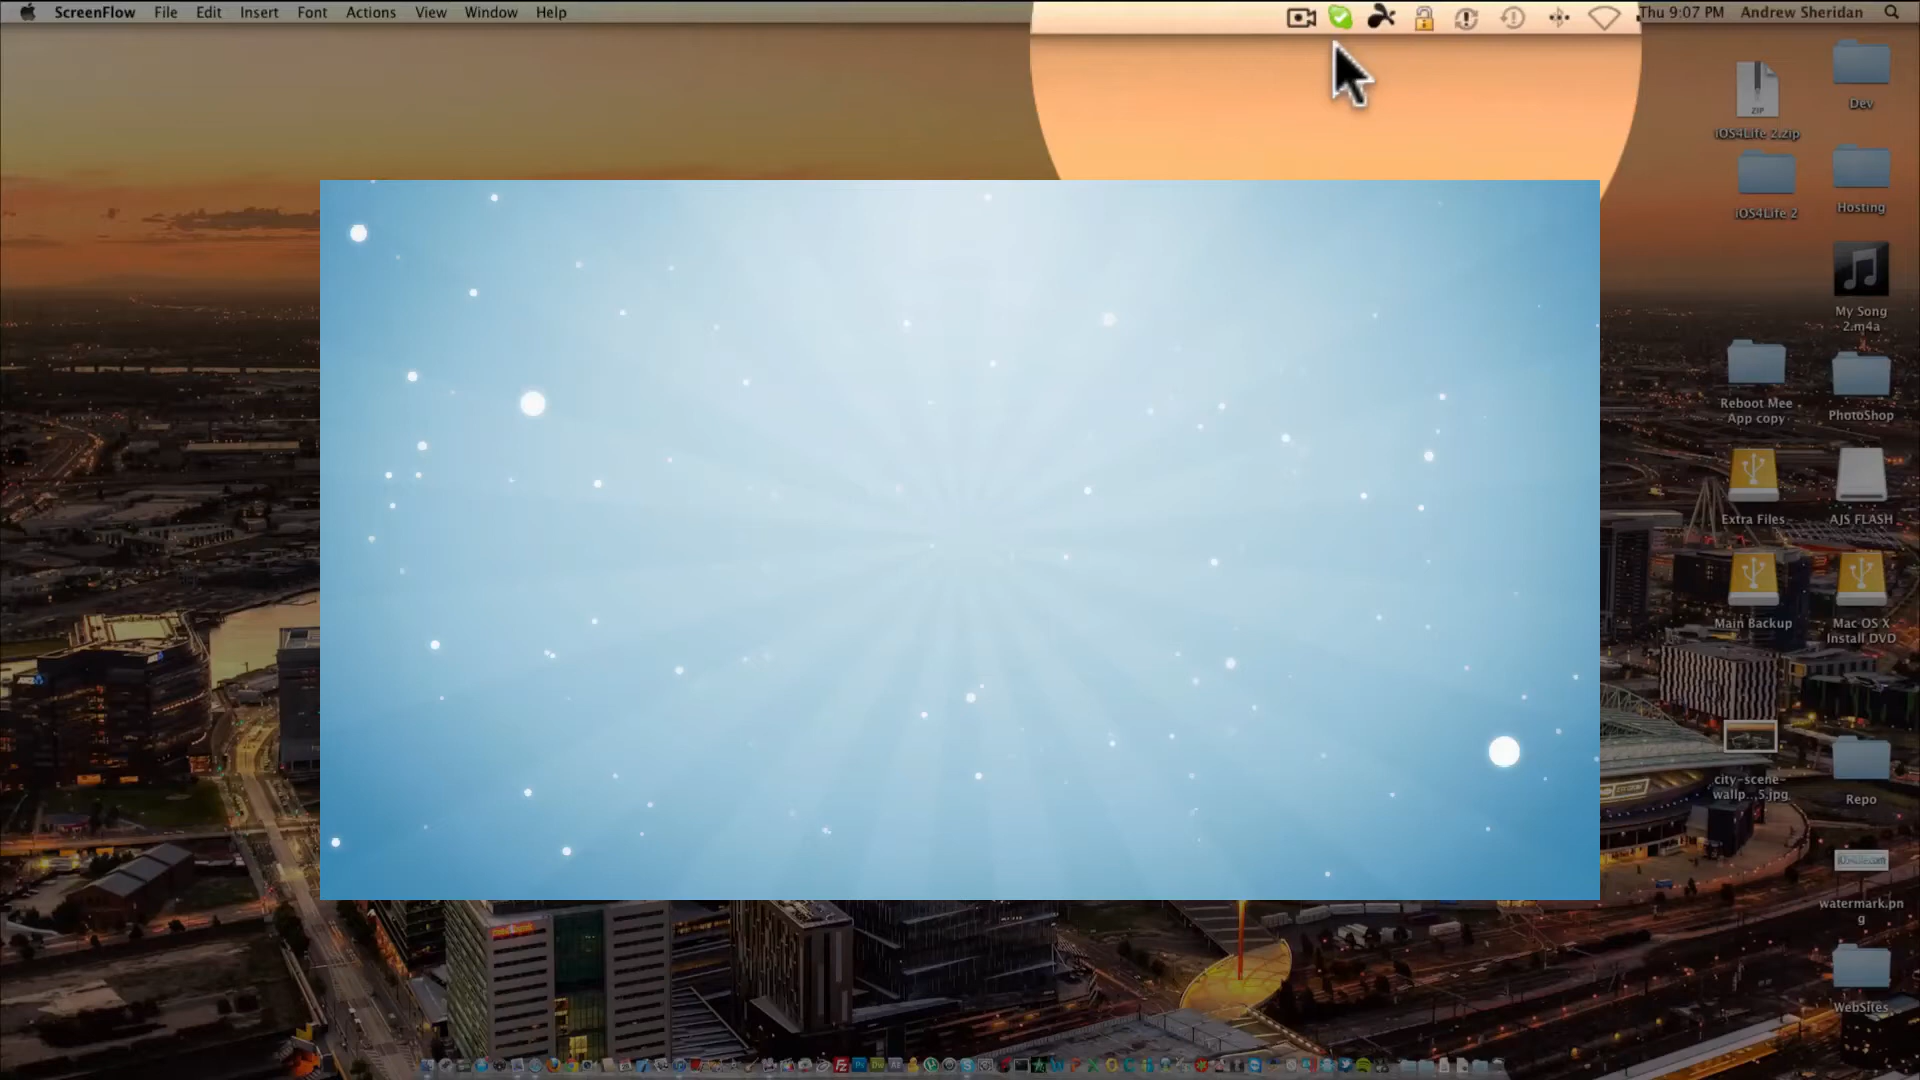 ScreenFlow File Edit Insert Font Actions View Window Help
Thu 9:07 PM Andrew Sheridan
ZIP
iOS4Life 2.zip
Dev
iOS4Life 2
Hosting
My Song
2.m4a
Reboot Mee
App copy
PhotoShop
Extra Files
AJS FLASH
Main Backup
Mac OS X
Install DVD
city-scene-
wallp...5.jpg
Repo
watermark.pn
g
WebSites